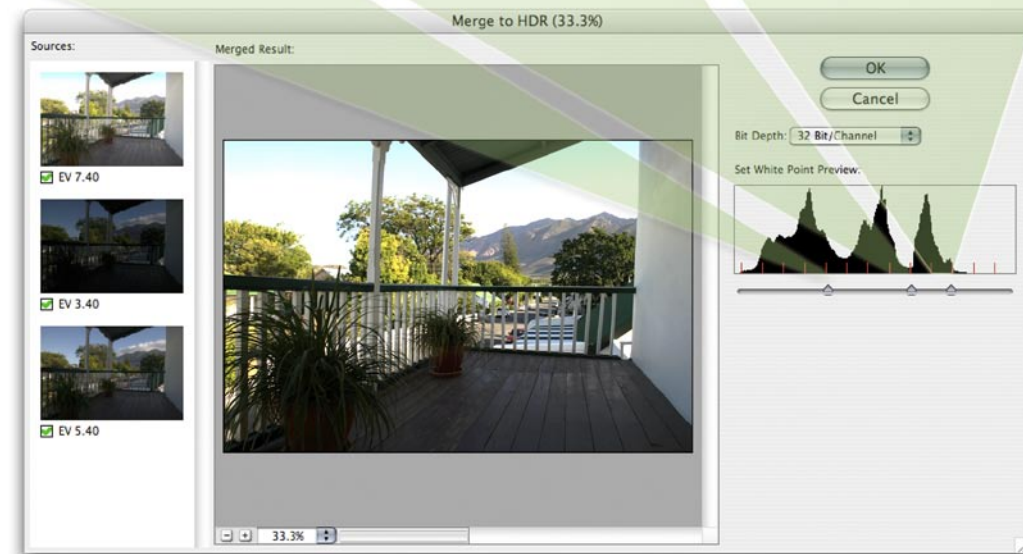 Merge to HDR (33.3%)
Sources:
EV 7.40
EV 3.40
EV 5.40
Merged Result:
33.3%
OK
Cancel
Bit Depth: 32 Bit/Channel
Set White Point Preview: